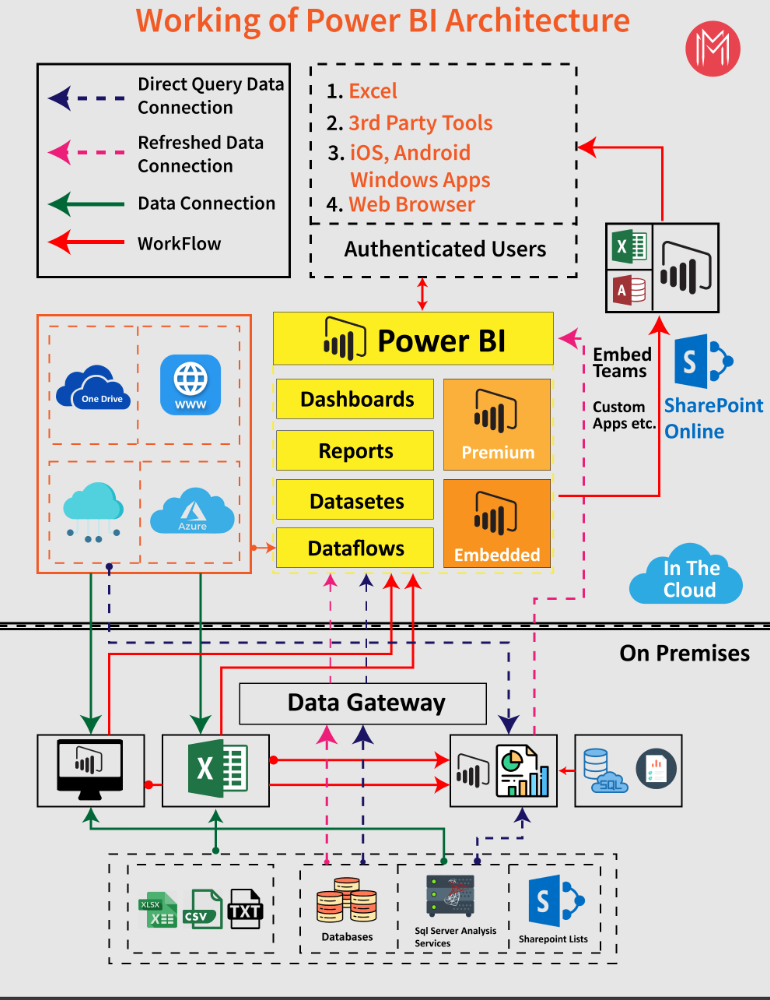 Working of Power BI Architecture
M
Direct Query Data
Connection
Refreshed Data
Connection
Data Connection
WorkFlow
1. Excel
2. 3rd Party Tools
3. iOS, Android
Windows Apps
4. Web Browser
Authenticated Users
X
A
Power BI
Dashboards
Reports
Datasetes
Dataflows
Premium
Embedded
One Drive
WWW
Azure
Embed
Teams
Custom
Apps etc.
S
SharePoint
Online
In The
Cloud
On Premises
Data Gateway
X
SQL
XLSX
X
CSV
TXT
Databases
Sql Server Analysis
Services
S
Sharepoint Lists